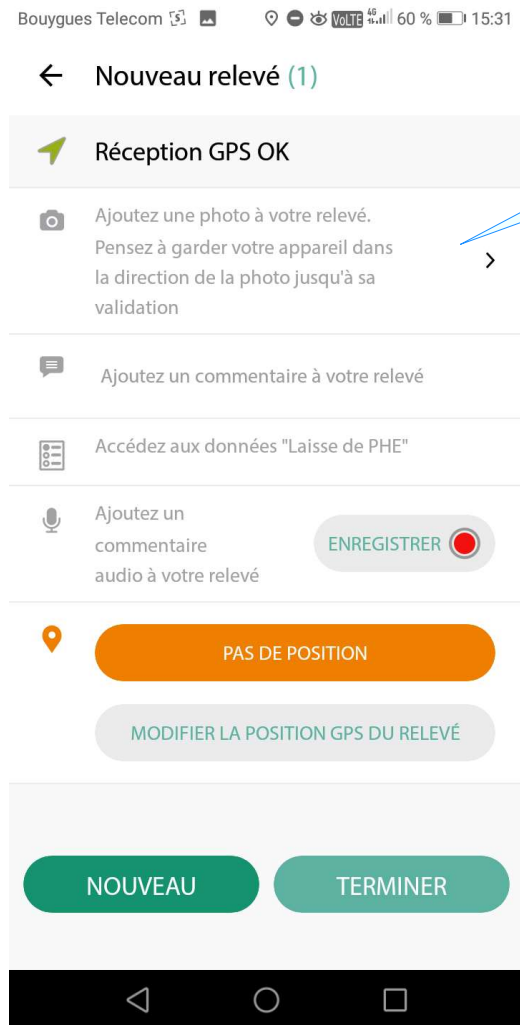 Bouygues Telecom VoLTE 4G 60 % 15:31
Nouveau relevé (1)
Réception GPS OK
Ajoutez une photo à votre relevé.
Pensez à garder votre appareil dans
la direction de la photo jusqu'à sa
validation
Ajoutez un commentaire à votre relevé
Accédez aux données "Laisse de PHE"
Ajoutez un
commentaire
audio à votre relevé
ENREGISTRER
PAS DE POSITION
MODIFIER LA POSITION GPS DU RELEVÉ
NOUVEAU
TERMINER